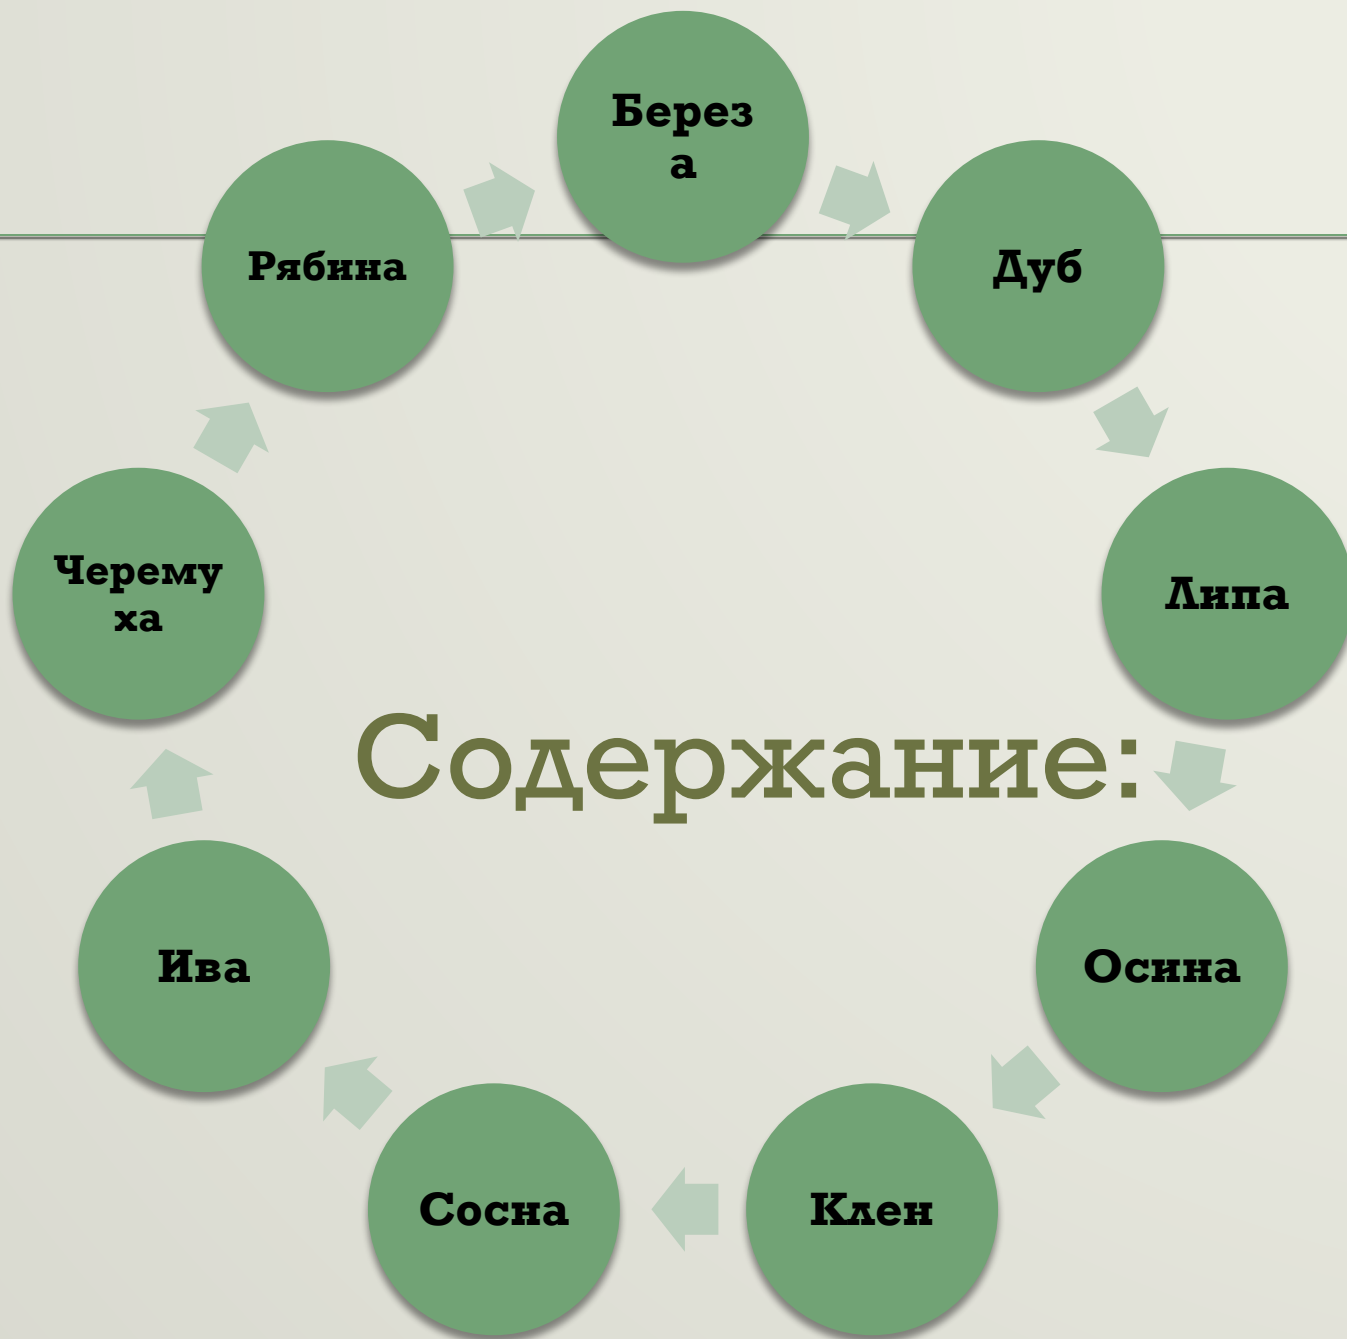 Берез
а
Дуб
Липа
Осина
Клен
Сосна
Ива
Черему
ха
Рябина
Содержание: